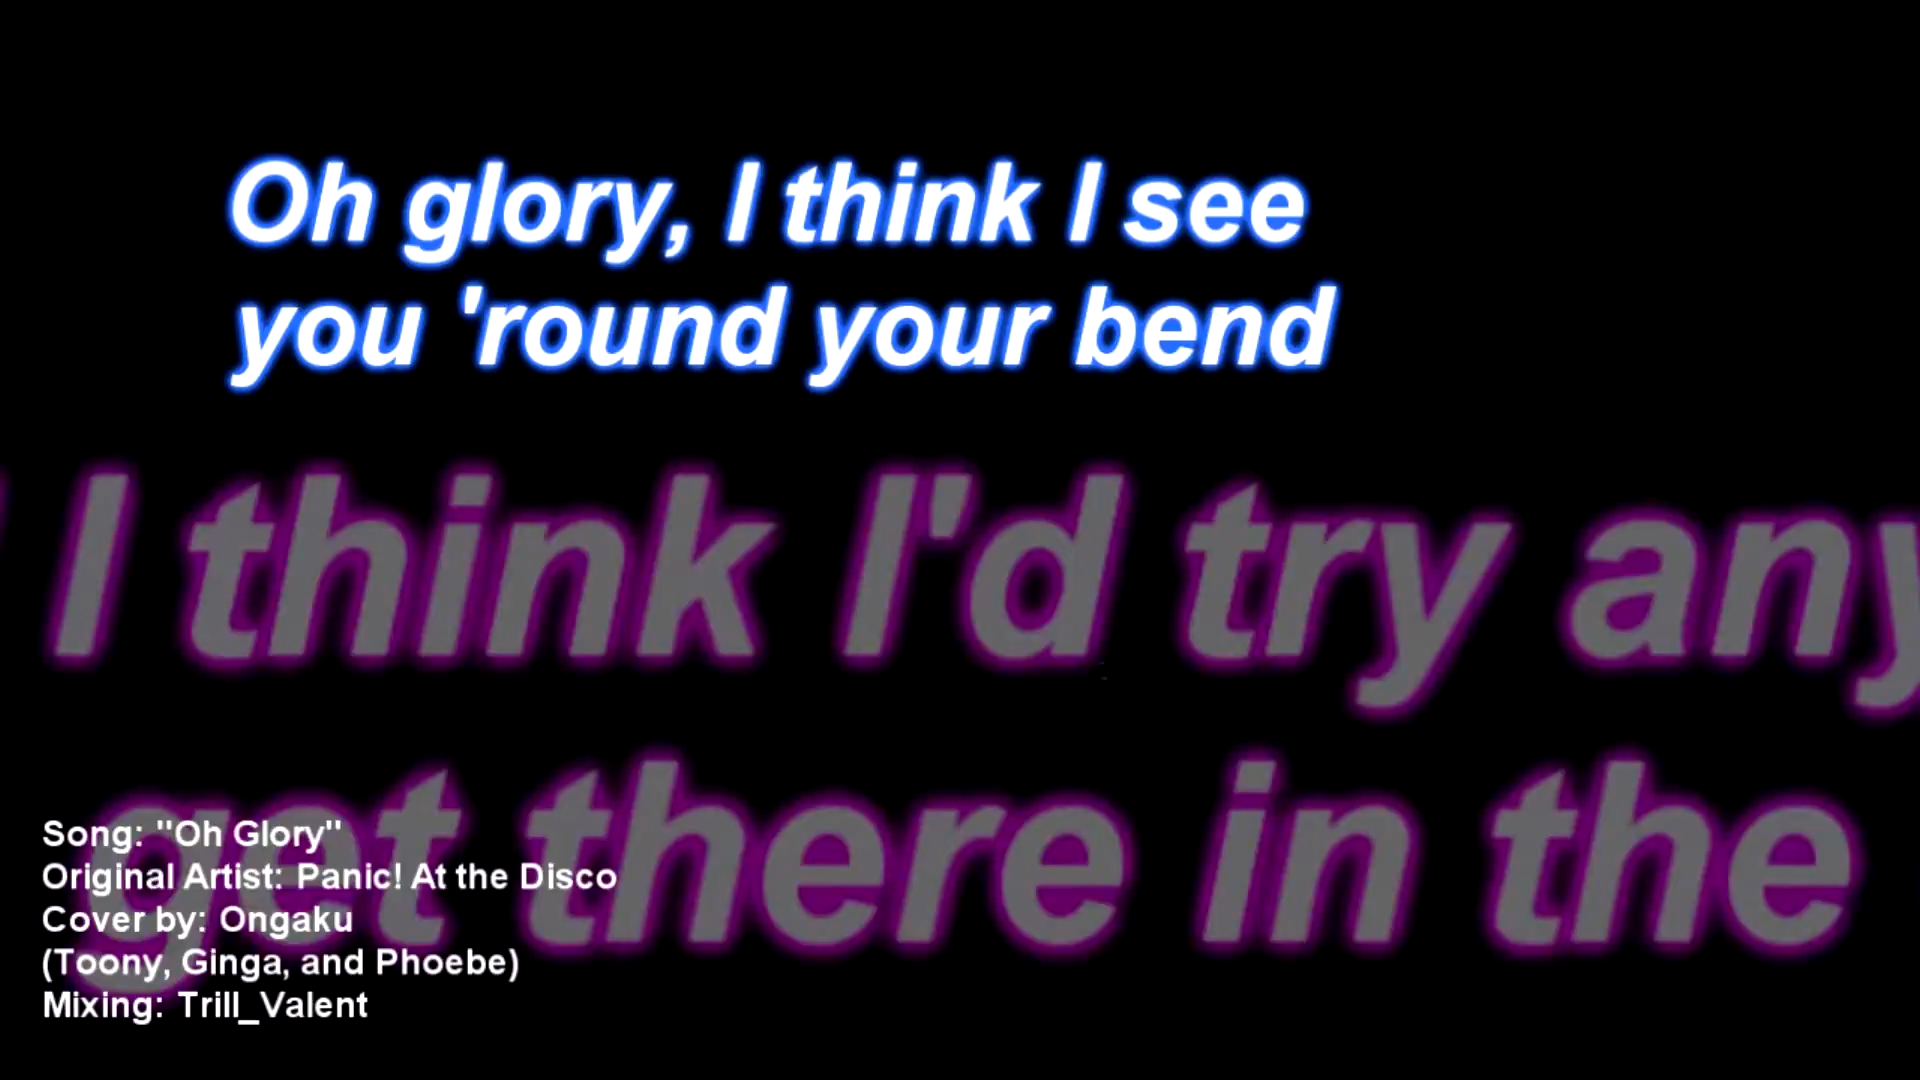 Oh glory, I think I see
you 'round your bend
I think I'd try any
get there in the
Song: "Oh Glory"
Original Artist: Panic! At the Disco
Cover by: Ongaku
(Toony, Ginga, and Phoebe)
Mixing: Trill_Valent